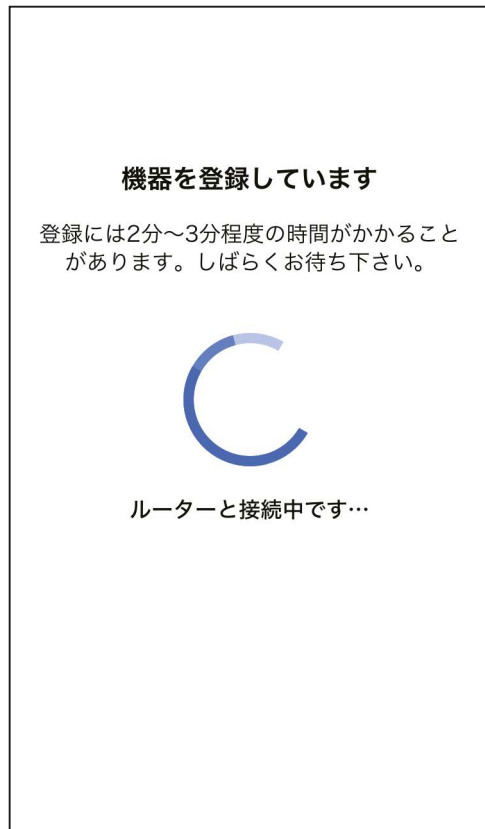 機器を登録しています
登録には2分〜3分程度の時間がかかること
があります。しばらくお待ち下さい。
ルーターと接続中です…